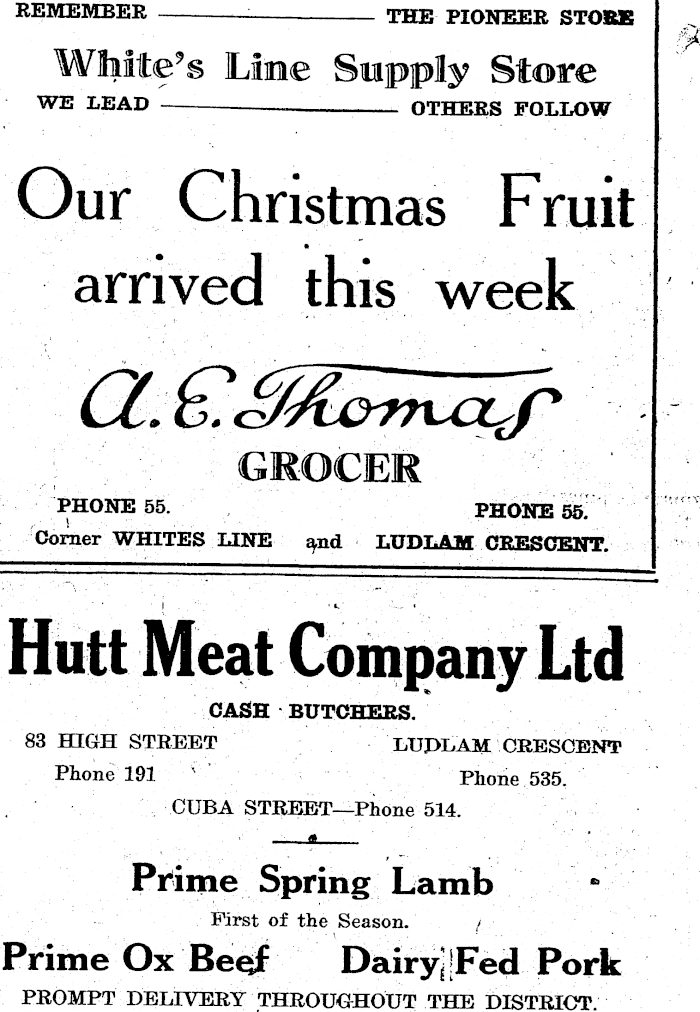 REMEMBER — THE PIONEER STORE
White's Line Supply Store
WE LEAD — OTHERS FOLLOW
Our Christmas Fruit
arrived this week
A. E. Thomas
GROCER
PHONE 55. PHONE 55.
Corner WHITES LINE and LUDLAM CRESCENT.
Hutt Meat Company Ltd
CASH BUTCHERS.
83 HIGH STREET LUDLAM CRESCENT
Phone 191 Phone 535.
CUBA STREET—Phone 514.
Prime Spring Lamb
First of the Season.
Prime Ox Beef Dairy Fed Pork
PROMPT DELIVERY THROUGHOUT THE DISTRICT.